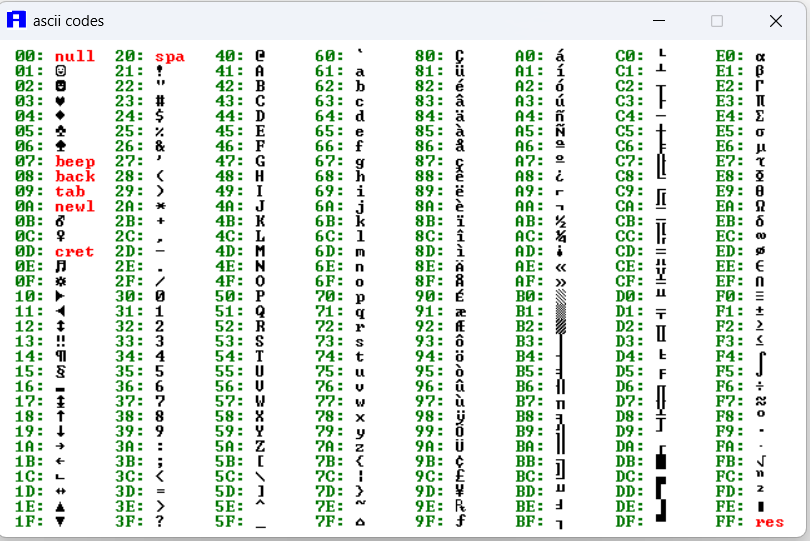 ascii codes
00: null 20: spa 40: @ 60: ` 80: Ç A0: á C0: └ E0: α
01: ☺ 21: ! 41: A 61: a 81: ü A1: í C1: ┴ E1: β
02: ☻ 22: " 42: B 62: b 82: é A2: ó C2: ┬ E2: Γ
03: ♥ 23: # 43: C 63: c 83: â A3: ú C3: ├ E3: Π
04: ♦ 24: $ 44: D 64: d 84: ä A4: ñ C4: ─ E4: Σ
05: ♣ 25: % 45: E 65: e 85: à A5: Ñ C5: ┼ E5: σ
06: ♠ 26: & 46: F 66: f 86: å A6: ª C6: ╞ E6: µ
07: beep 27: ' 47: G 67: g 87: ç A7: º C7: ╟ E7: τ
08: back 28: ( 48: H 68: h 88: ê A8: ¿ C8: ╚ E8: Φ
09: tab 29: ) 49: I 69: i 89: ë A9: ⌐ C9: ╔ E9: θ
0A: newl 2A: * 4A: J 6A: j 8A: è AA: ¬ CA: ╩ EA: Ω
0B: ♂ 2B: + 4B: K 6B: k 8B: ï AB: ½ CB: ╦ EB: δ
0C: ♀ 2C: , 4C: L 6C: l 8C: î AC: ¼ CC: ╠ EC: ∞
0D: cret 2D: - 4D: M 6D: m 8D: ì AD: ¡ CD: ═ ED: ø
0E: ♫ 2E: . 4E: N 6E: n 8E: Ä AE: « CE: ╬ EE: ∈
0F: ☼ 2F: / 4F: O 6F: o 8F: Å AF: » CF: ╧ EF: ∩
10: ► 30: 0 50: P 70: p 90: É B0: ░ D0: ╨ F0: ≡
11: ◄ 31: 1 51: Q 71: q 91: æ B1: ▒ D1: ╤ F1: ±
12: ↕ 32: 2 52: R 72: r 92: Æ B2: ▓ D2: ╥ F2: ≥
13: ‼ 33: 3 53: S 73: s 93: ô B3: │ D3: ╙ F3: ≤
14: ¶ 34: 4 54: T 74: t 94: ö B4: ┤ D4: ╘ F4: ⌠
15: § 35: 5 55: U 75: u 95: ò B5: ╡ D5: ╒ F5: ⌡
16: ▬ 36: 6 56: V 76: v 96: û B6: ╢ D6: ╓ F6: ÷
17: ↨ 37: 7 57: W 77: w 97: ù B7: ╖ D7: ╫ F7: ≈
18: ↑ 38: 8 58: X 78: x 98: ÿ B8: ╕ D8: ╪ F8: °
19: ↓ 39: 9 59: Y 79: y 99: Ö B9: ╣ D9: ┘ F9: ∙
1A: → 3A: : 5A: Z 7A: z 9A: Ü BA: ║ DA: ┌ FA: ·
1B: ← 3B: ; 5B: [ 7B: { 9B: ¢ BB: ╗ DB: █ FB: √
1C: ∟ 3C: < 5C: \ 7C: ¦ 9C: £ BC: ╝ DC: ▄ FC: ⁿ
1D: ↔ 3D: = 5D: ] 7D: } 9D: ¥ BD: ╜ DD: ▌ FD: ²
1E: ▲ 3E: > 5E: ^ 7E: ~ 9E: ℞ BE: ╛ DE: ▐ FE: ■
1F: ▼ 3F: ? 5F: _ 7F: ⌂ 9F: ƒ BF: ┐ DF: ▀ FF: res